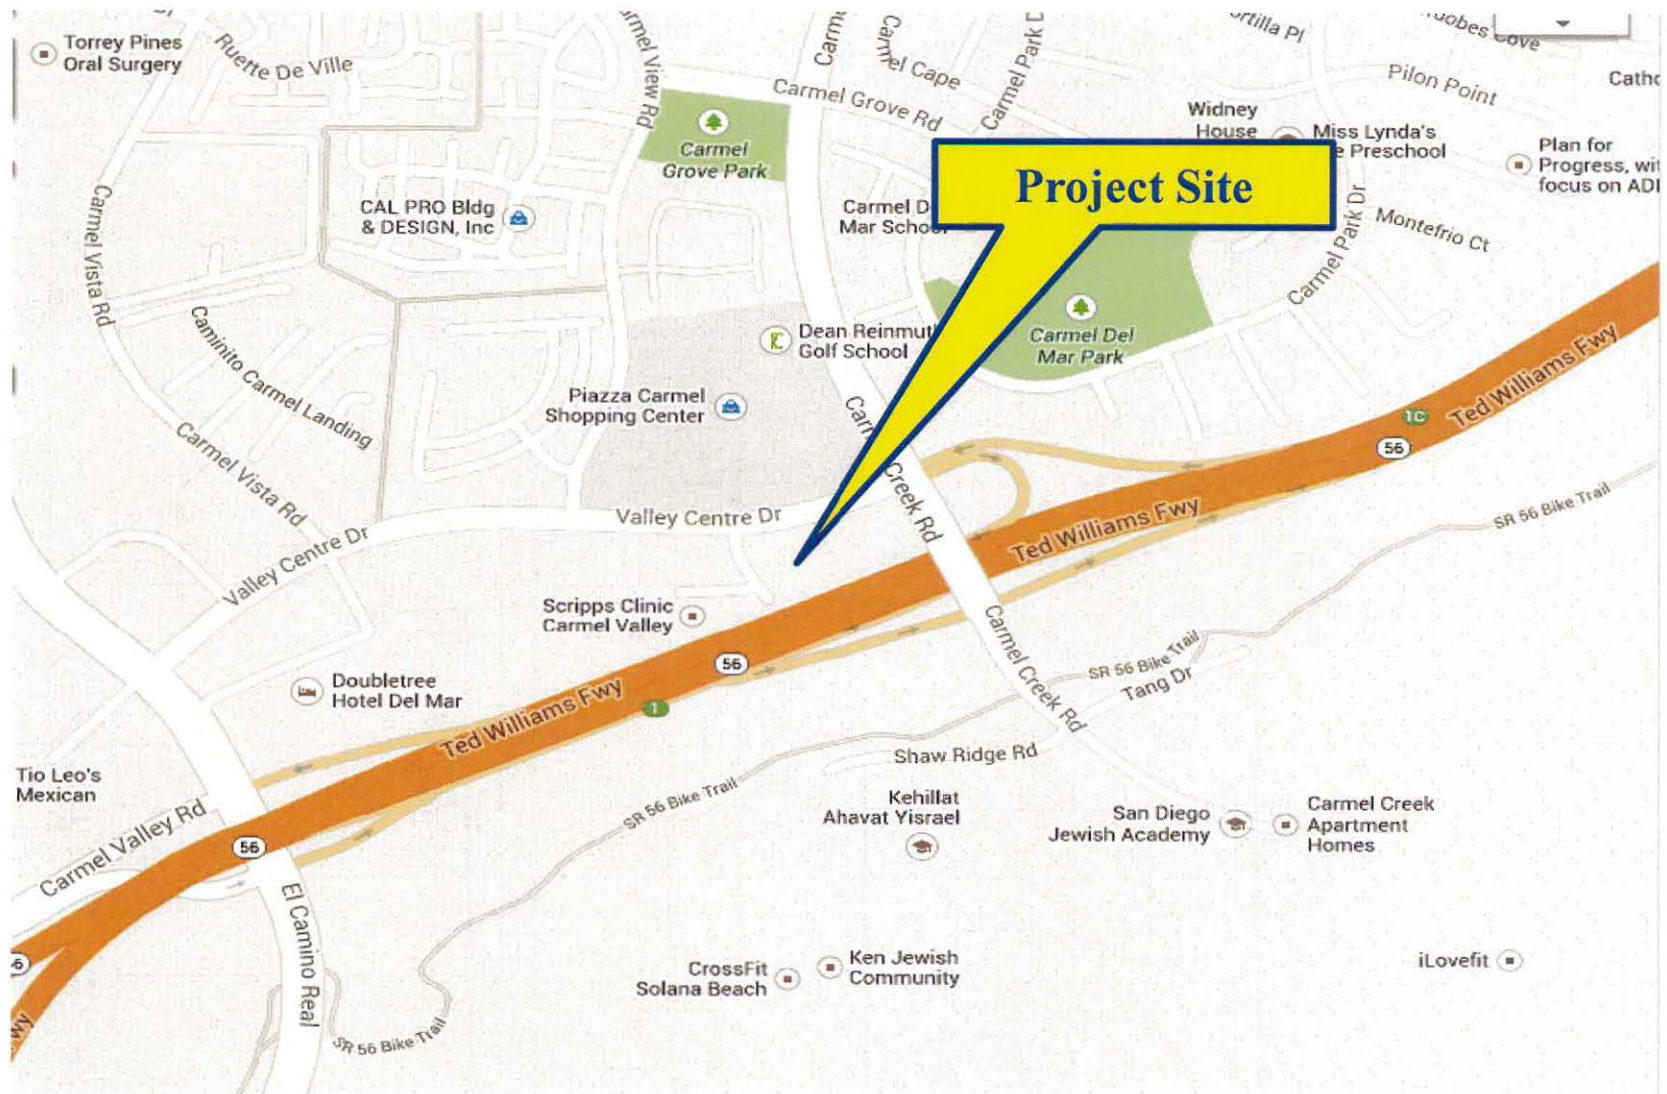 Torrey Pines
Oral Surgery
Ruette De Ville
Carmel Cape
Carmel Park D
Pilon Point
Carmel Grove Rd
Widney
House
Miss Lynda's
Preschool
Plan for
Progress,
focus on
Carmel
Grove Park
Project Site
CAL PRO Bldg
& DESIGN, Inc
Carmel
Mar School
Carmel Park Dr
Montefrio Ct
Carmel Vista Rd
Caminito Carmel Landing
Dean
Golf School
Carmel Del
Mar Park
Piazza Carmel
Shopping Center
Ted Williams Fwy
1C
56
Carmel Vista Rd
Creek Rd
Valley Centre Dr
Ted Williams Fwy
SR 56 Bike Trail
Valley Centre Dr
Scripps Clinic
Carmel Valley
Carmel Creek Rd
56
SR 56 Bike Trail
Tang Dr
Doubletree
Hotel Del Mar
1
Ted Williams Fwy
Shaw Ridge Rd
Tio Leo's
Mexican
SR 56 Bike Trail
Kehillat
Ahavat Yisrael
San Diego
Jewish Academy
Carmel Creek
Apartment
Homes
Carmel Valley Rd
56
El Camino Real
CrossFit
Solana Beach
Ken Jewish
Community
iLovefit
SR 56 Bike Trail